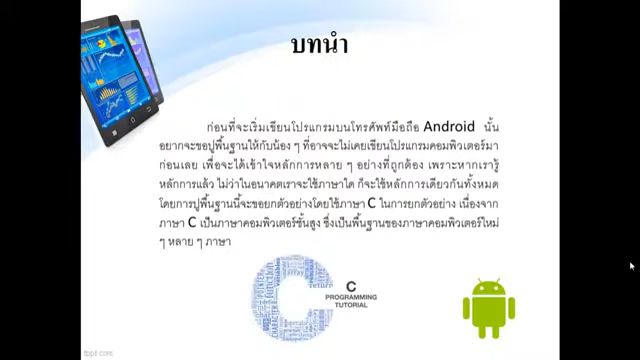 บทนำ
ก่อนที่จะเริ่มเขียนโปรแกรมบนโทรศัพท์มือถือ Android นั้น
อยากจะขอปูพื้นฐานให้กับน้อง ๆ ที่อาจจะไม่เคยเขียนโปรแกรมคอมพิวเตอร์มา
ก่อนเลย เพื่อจะได้เข้าใจหลักการหลาย ๆ อย่างที่ถูกต้อง เพราะหากเรารู้
หลักการแล้ว ไม่ว่าในอนาคตเราจะใช้ภาษาใด ก็จะใช้หลักการเดียวกันทั้งหมด
โดยการปูพื้นฐานนี้จะขอยกตัวอย่างโดยใช้ภาษา C ในการยกตัวอย่าง เนื่องจาก
ภาษา C เป็นภาษาคอมพิวเตอร์ชั้นสูง ซึ่งเป็นพื้นฐานของภาษาคอมพิวเตอร์ใหม่
ๆ หลาย ๆ ภาษา
C
PROGRAMMING
TUTORIAL
fppt.com